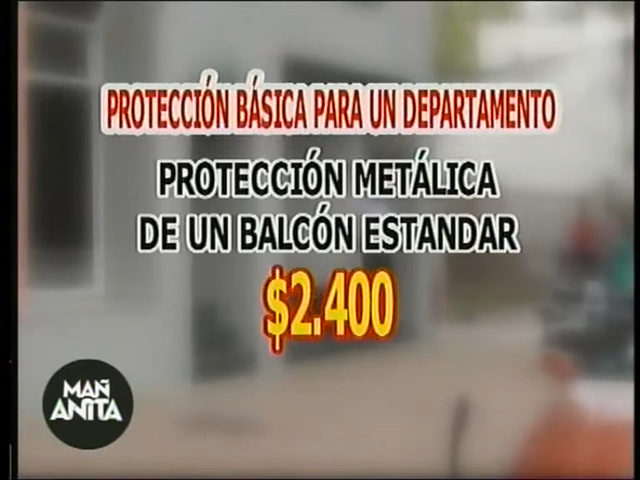 PROTECCIÓN BÁSICA PARA UN DEPARTAMENTO
PROTECCIÓN METÁLICA
DE UN BALCÓN ESTANDAR
$2.400
MAÑ
ANITA